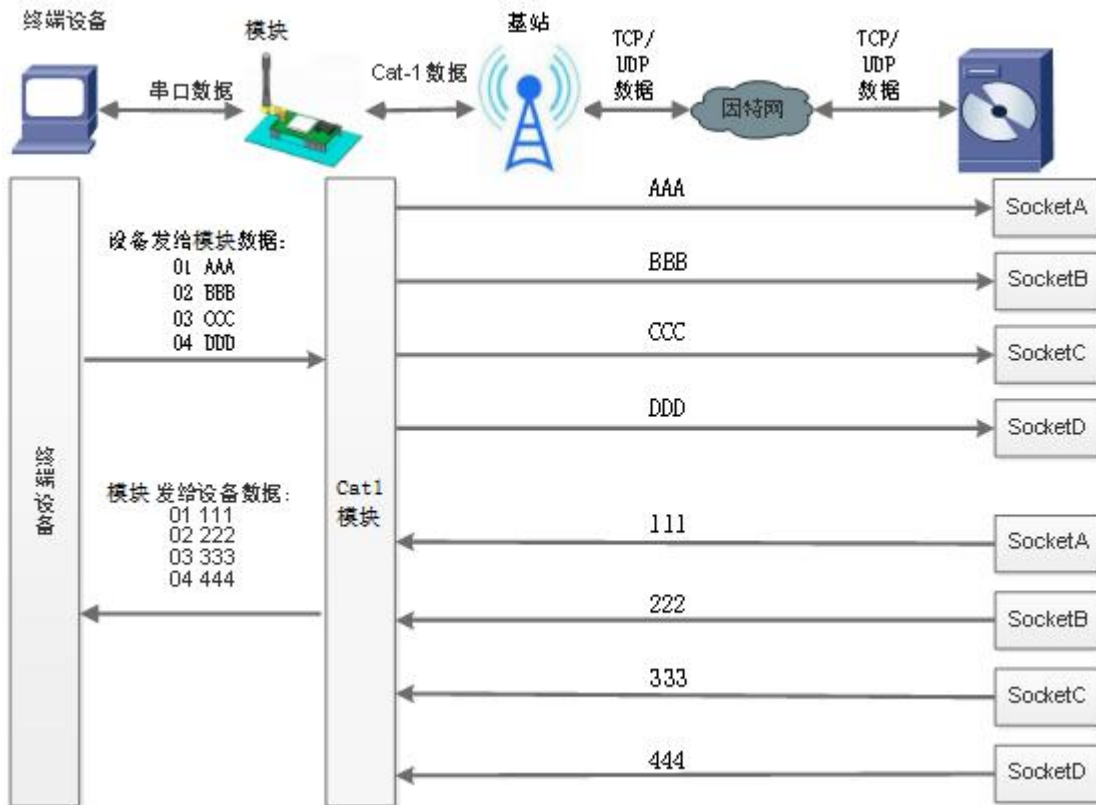 终端设备
模块
基站
TCP/
UDP
数据
TCP/
UDP
数据
串口数据
Cat-1数据
因特网
AAA
SocketA
设备发给模块数据:
01 AAA
02 BBB
03 CCC
04 DDD
BBB
SocketB
CCC
SocketC
DDD
SocketD
终端设备
Cat1
模块
模块 发给设备数据:
01 111
02 222
03 333
04 444
111
SocketA
222
SocketB
333
SocketC
444
SocketD